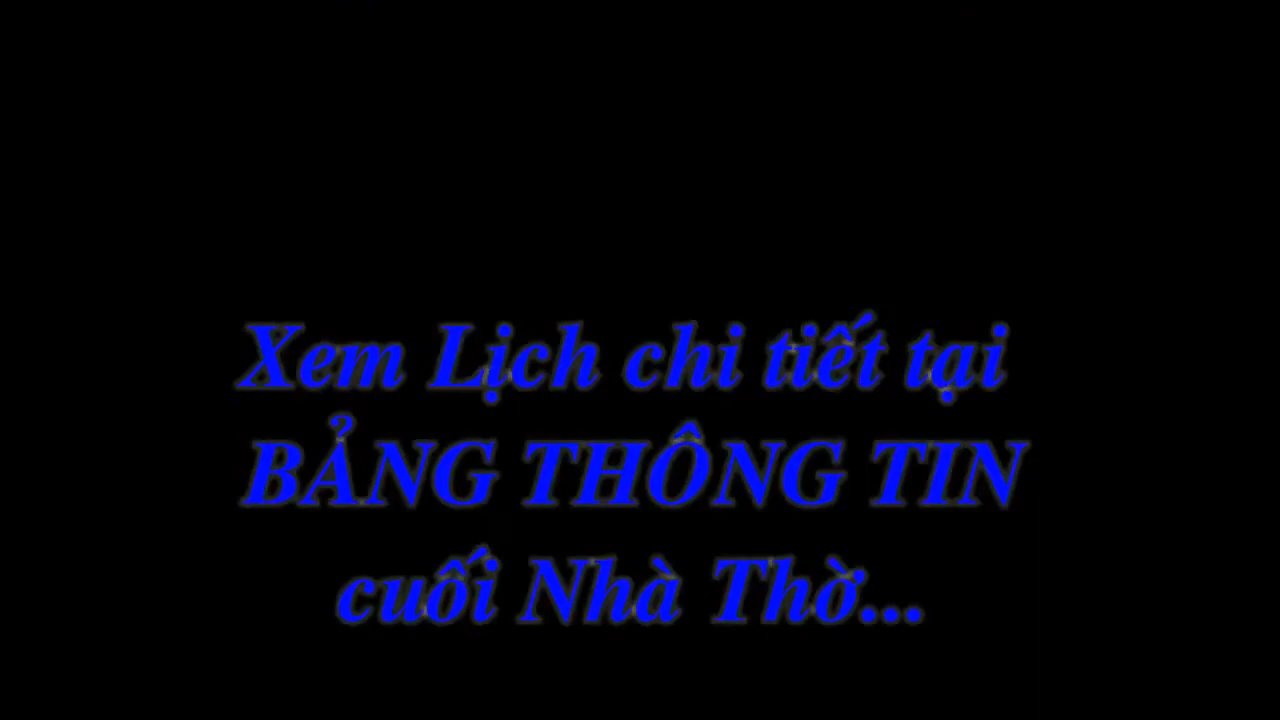 Xem Lịch chi tiết tại
BẢNG THÔNG TIN
cuối Nhà Thờ...